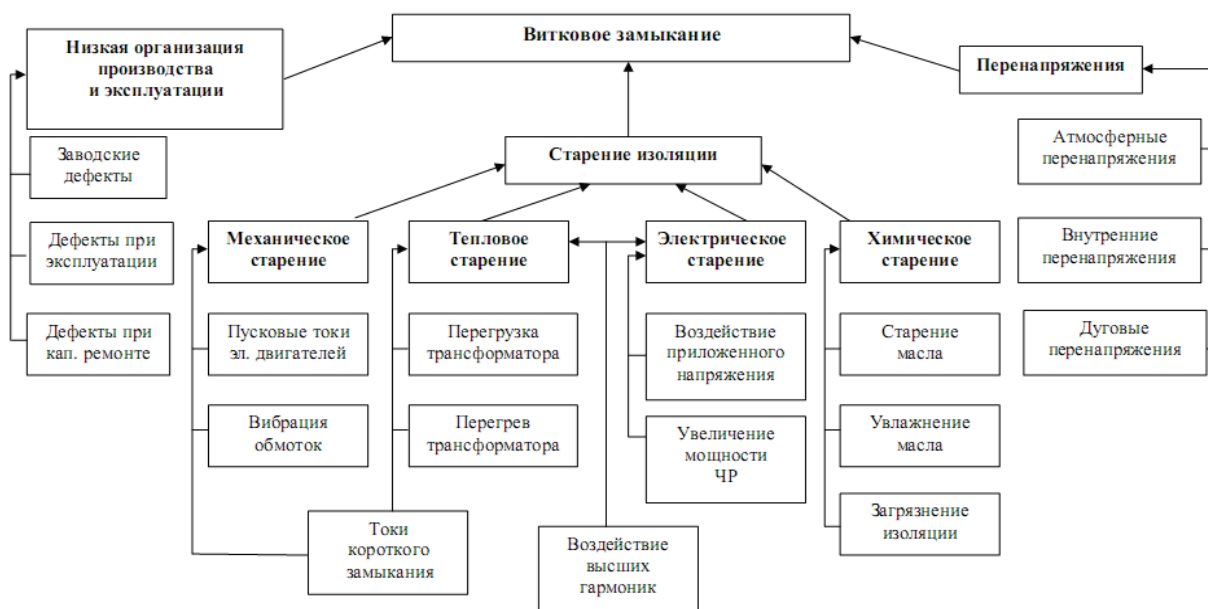 Витковое замыкание
Низкая организация
производства
и эксплуатации
Перенапряжения
Заводские
дефекты
Дефекты при
эксплуатации
Дефекты при
кап. ремонте
Старение изоляции
Атмосферные
перенапряжения
Внутренние
перенапряжения
Дуговые
перенапряжения
Механическое
старение
Тепловое
старение
Электрическое
старение
Химическое
старение
Пусковые токи
эл. двигателей
Вибрация
обмоток
Перегрузка
трансформатора
Перегрев
трансформатора
Токи
короткого
замыкания
Воздействие
приложенного
напряжения
Увеличение
мощности
ЧР
Воздействие
высших
гармоник
Старение
масла
Увлажнение
масла
Загрязнение
изоляции